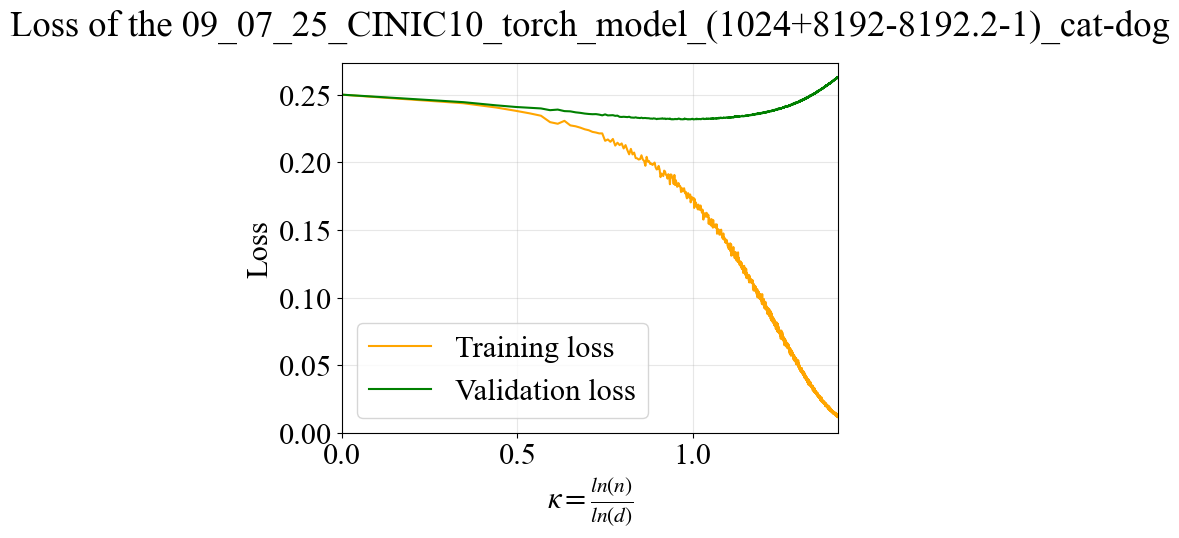 Loss of the 09_07_25_CINIC10_torch_model_(1024+8192-8192.2-1)_cat-dog
0.25
0.20
0.15
0.10
0.05
0.00
Loss
Training loss
Validation loss
0.0 0.5 1.0
κ = ln(n) / ln(d)